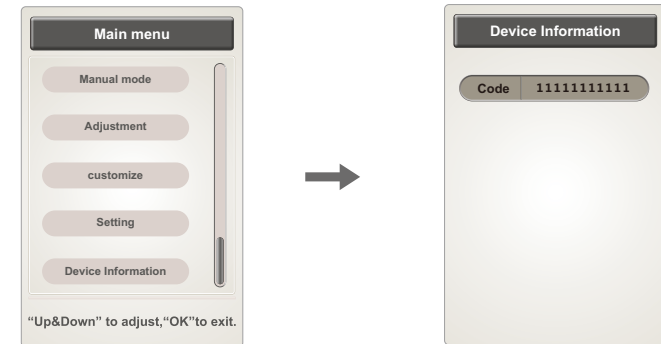 Main menu
Manual mode
Adjustment
customize
Setting
Device Information
“Up&Down” to adjust,“OK”to exit.
Device Information
Code 11111111111